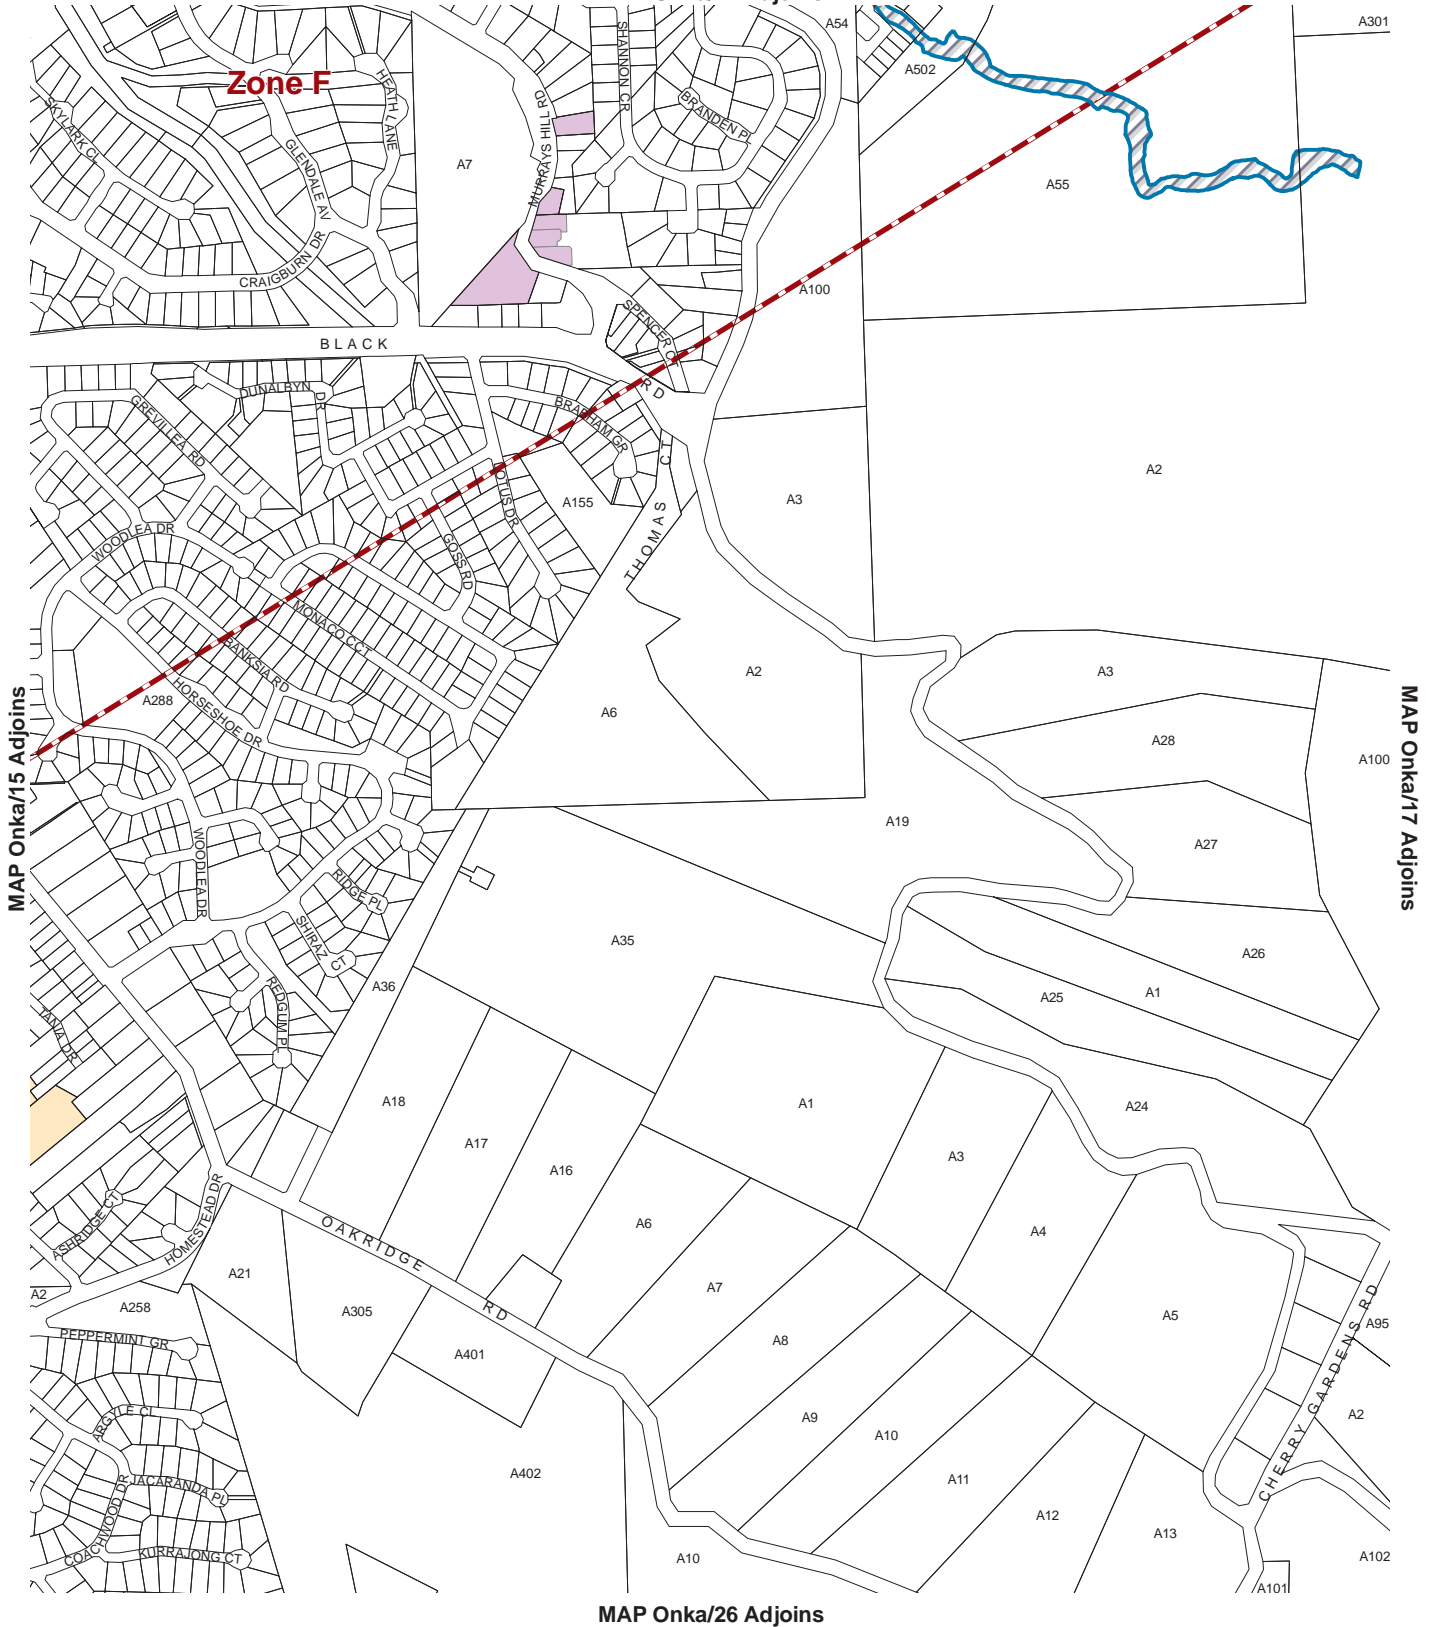 A54
A301
A502
Zone F
SHANNON CR
HEATH LANE
MURRAYS HILL RD
BRANDEN PL
SKYLARK CL
GLENDALE AV
A7
A55
CRAIGBURN DR
A100
SPENCER CT
BLACK
RD
DUNALBYN
DR
GREVILLEA RD
BRABHAM GR
CT
A2
A3
A155
LOTUS DR
THOMAS
WOODLEA DR
GOSS RD
MONACO CCT
BANKSIA RD
A288
HORSESHOE DR
A6
A2
A3
A28
A100
MAP Onka/15 Adjoins
MAP Onka/17 Adjoins
A19
A27
WOODLEA DR
RIDGE PL
SHIRAZ CT
A35
A26
A36
A25
A1
REDGUM PL
TANIA DR
A18
A1
A24
A17
A16
A3
ASHRIDGE CT
HOMESTEAD DR
OAKRIDGE
RD
A6
A4
A21
A7
A2
A258
A305
A5
A95
CHERRY GARDENS RD
PEPPERMINT GR
A401
A8
ARGYLE CL
A9
A10
A2
A402
A11
JACARANDA PL
COACHWOOD DR
KURRAJONG CT
A12
A13
A10
A102
A101
MAP Onka/26 Adjoins